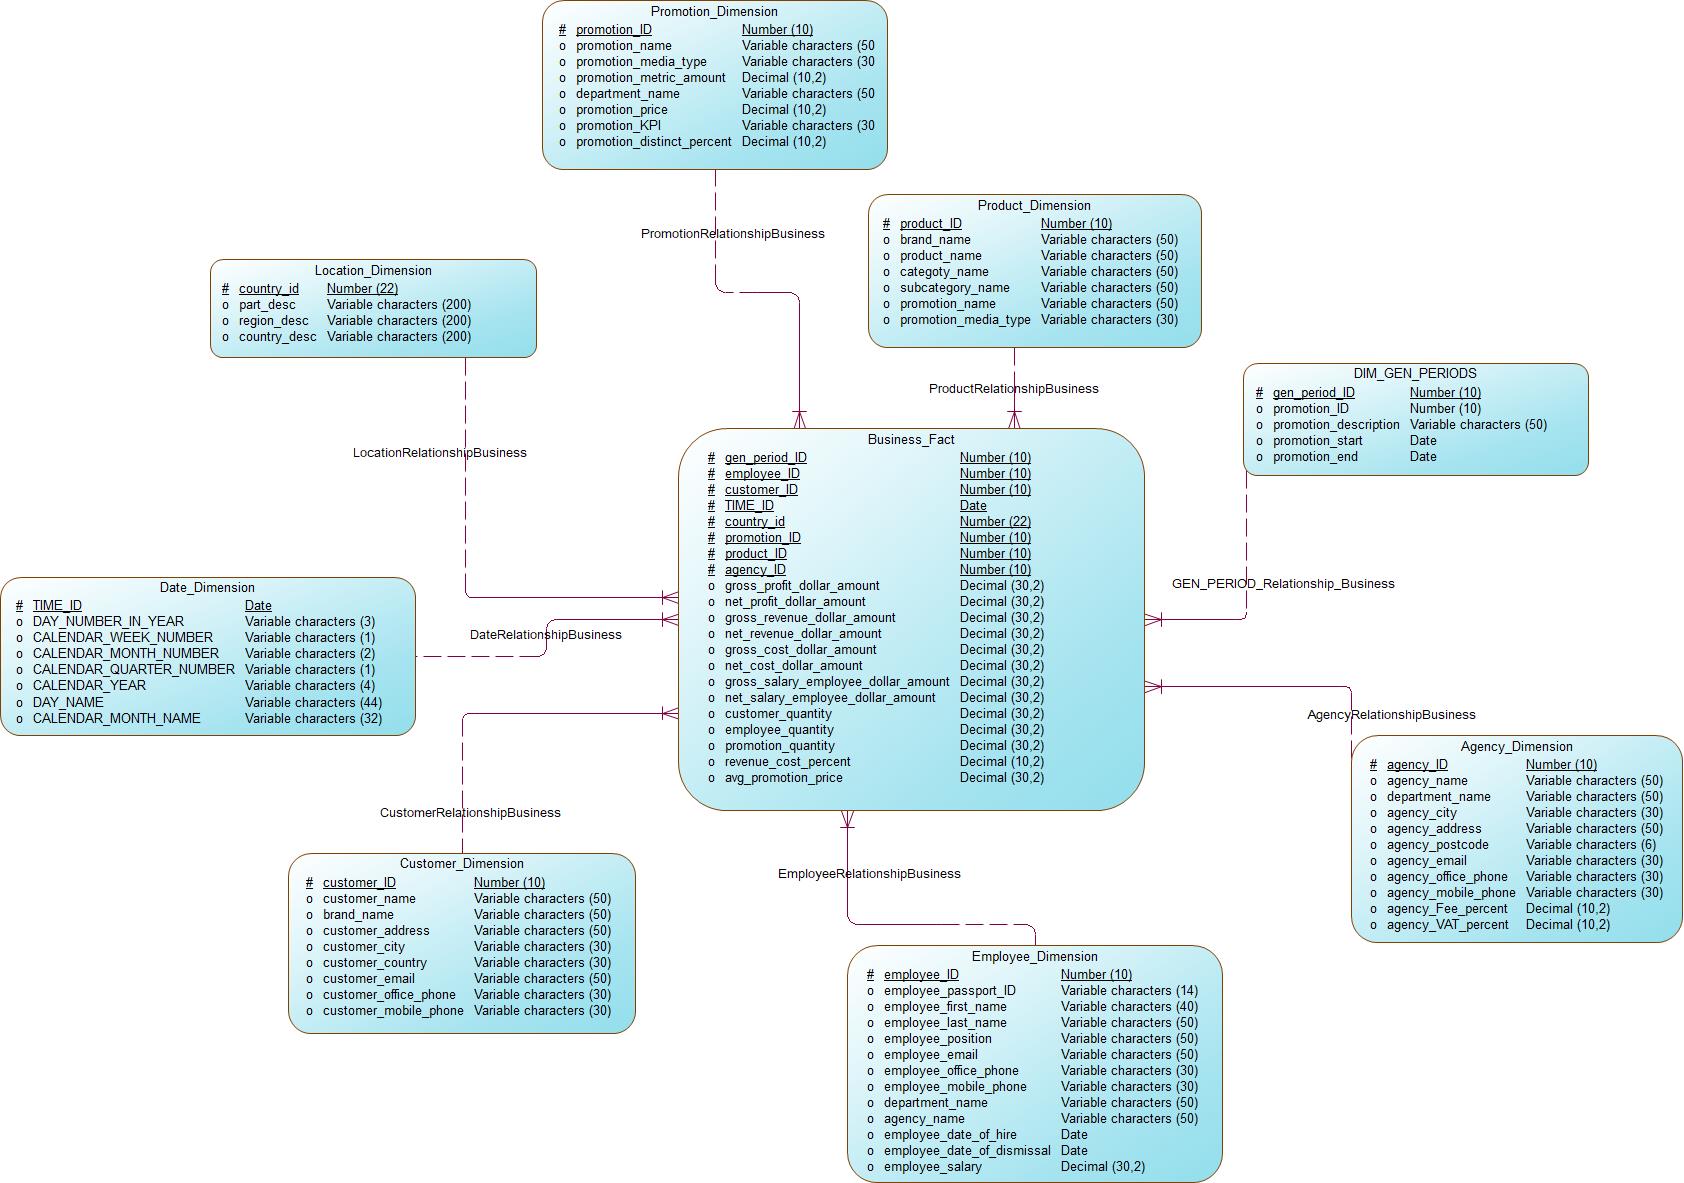 Promotion_Dimension
# promotion_ID Number (10)
o promotion_name Variable characters (50
o promotion_media_type Variable characters (30
o promotion_metric_amount Decimal (10,2)
o department_name Variable characters (50
o promotion_price Decimal (10,2)
o promotion_KPI Variable characters (30
o promotion_distinct_percent Decimal (10,2)
PromotionRelationshipBusiness
Product_Dimension
# product_ID Number (10)
o brand_name Variable characters (50)
o product_name Variable characters (50)
o categoty_name Variable characters (50)
o subcategory_name Variable characters (50)
o promotion_name Variable characters (50)
o promotion_media_type Variable characters (30)
ProductRelationshipBusiness
Location_Dimension
# country_id Number (22)
o part_desc Variable characters (200)
o region_desc Variable characters (200)
o country_desc Variable characters (200)
LocationRelationshipBusiness
DIM_GEN_PERIODS
# gen_period_ID Number (10)
o promotion_ID Number (10)
o promotion_description Variable characters (50)
o promotion_start Date
o promotion_end Date
GEN_PERIOD_Relationship_Business
Business_Fact
# gen_period_ID Number (10)
# employee_ID Number (10)
# customer_ID Number (10)
# TIME_ID Date
# country_id Number (22)
# promotion_ID Number (10)
# product_ID Number (10)
# agency_ID Number (10)
o gross_profit_dollar_amount Decimal (30,2)
o net_profit_dollar_amount Decimal (30,2)
o gross_revenue_dollar_amount Decimal (30,2)
o net_revenue_dollar_amount Decimal (30,2)
o gross_cost_dollar_amount Decimal (30,2)
o net_cost_dollar_amount Decimal (30,2)
o gross_salary_employee_dollar_amount Decimal (30,2)
o net_salary_employee_dollar_amount Decimal (30,2)
o customer_quantity Decimal (30,2)
o employee_quantity Decimal (30,2)
o promotion_quantity Decimal (30,2)
o revenue_cost_percent Decimal (10,2)
o avg_promotion_price Decimal (30,2)
Date_Dimension
# TIME_ID Date
o DAY_NUMBER_IN_YEAR Variable characters (3)
o CALENDAR_WEEK_NUMBER Variable characters (1)
o CALENDAR_MONTH_NUMBER Variable characters (2)
o CALENDAR_QUARTER_NUMBER Variable characters (1)
o CALENDAR_YEAR Variable characters (4)
o DAY_NAME Variable characters (44)
o CALENDAR_MONTH_NAME Variable characters (32)
DateRelationshipBusiness
AgencyRelationshipBusiness
Agency_Dimension
# agency_ID Number (10)
o agency_name Variable characters (50)
o department_name Variable characters (50)
o agency_city Variable characters (30)
o agency_address Variable characters (50)
o agency_postcode Variable characters (6)
o agency_email Variable characters (30)
o agency_office_phone Variable characters (30)
o agency_mobile_phone Variable characters (30)
o agency_Fee_percent Decimal (10,2)
o agency_VAT_percent Decimal (10,2)
CustomerRelationshipBusiness
Customer_Dimension
# customer_ID Number (10)
o customer_name Variable characters (50)
o brand_name Variable characters (50)
o customer_address Variable characters (50)
o customer_city Variable characters (30)
o customer_country Variable characters (30)
o customer_email Variable characters (50)
o customer_office_phone Variable characters (30)
o customer_mobile_phone Variable characters (30)
EmployeeRelationshipBusiness
Employee_Dimension
# employee_ID Number (10)
o employee_passport_ID Variable characters (14)
o employee_first_name Variable characters (40)
o employee_last_name Variable characters (50)
o employee_position Variable characters (50)
o employee_email Variable characters (50)
o employee_office_phone Variable characters (30)
o employee_mobile_phone Variable characters (30)
o department_name Variable characters (50)
o agency_name Variable characters (50)
o employee_date_of_hire Date
o employee_date_of_dismissal Date
o employee_salary Decimal (30,2)